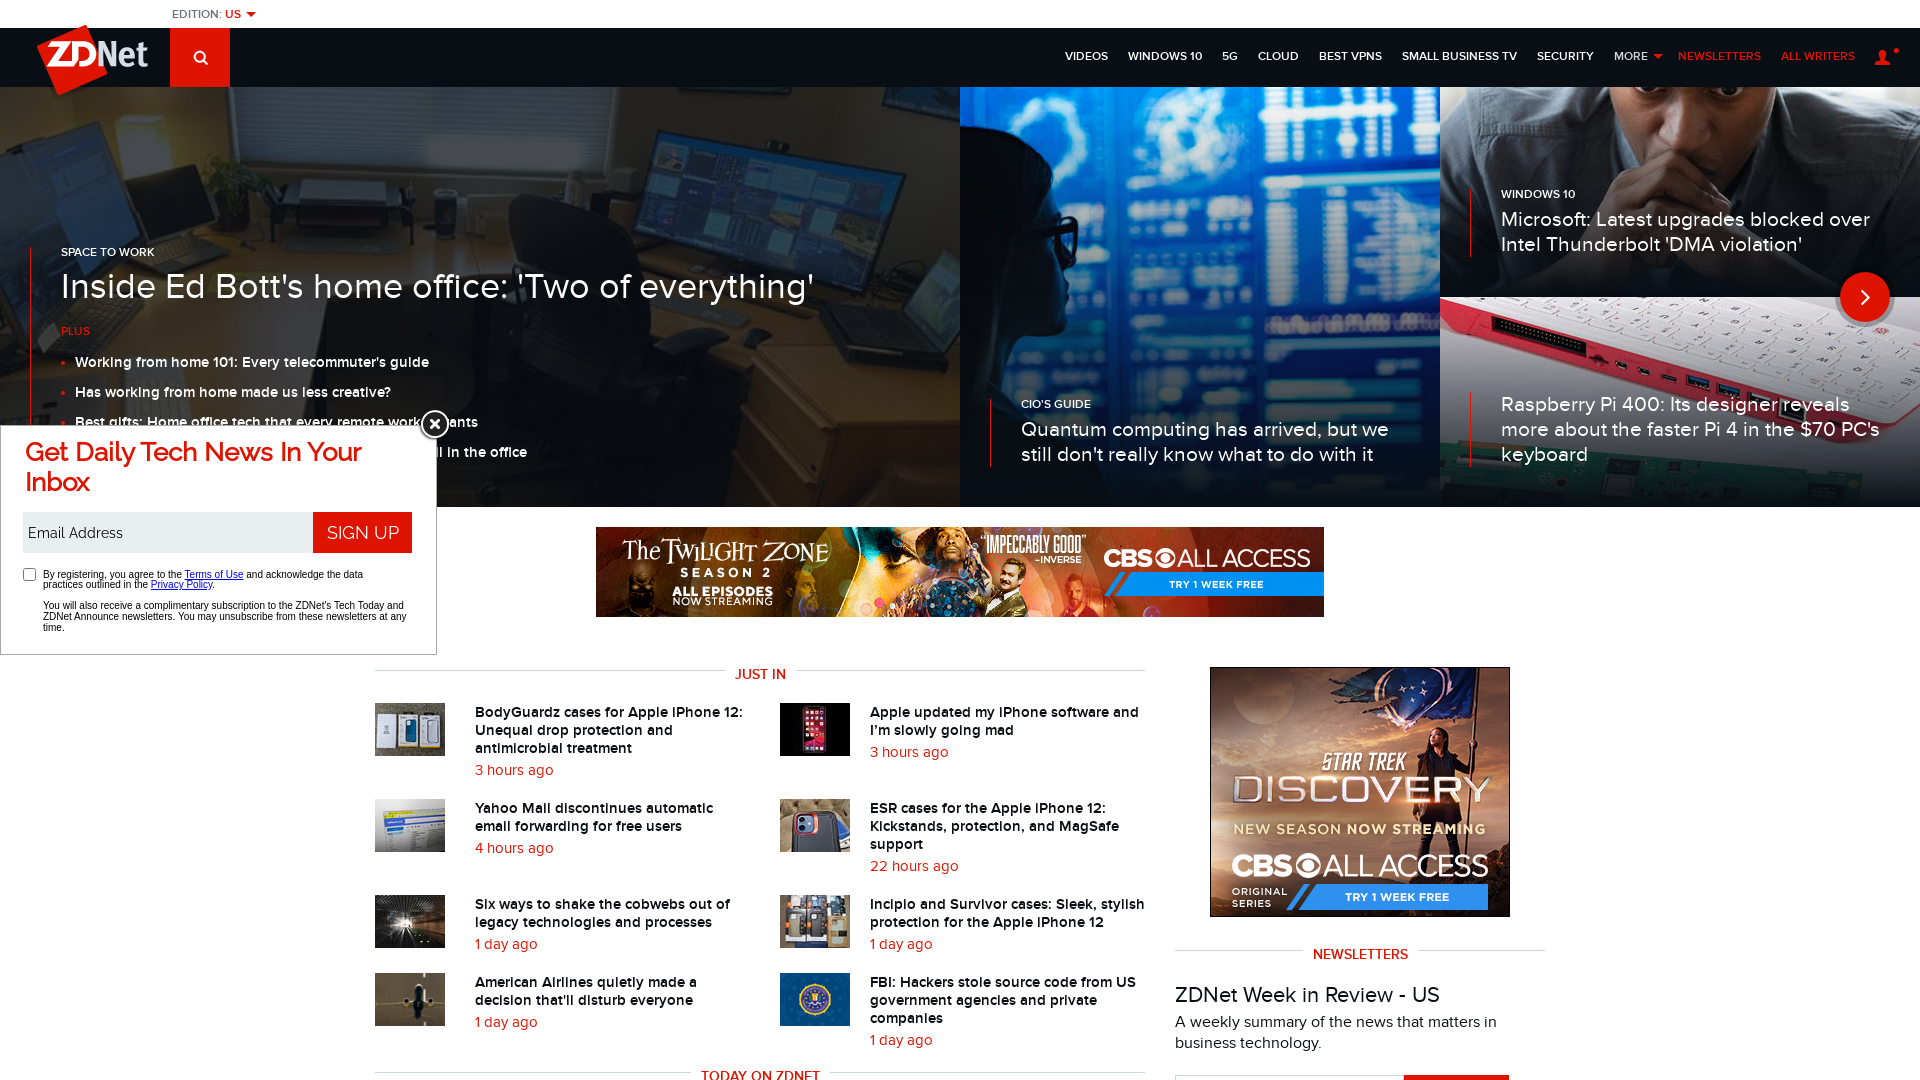 EDITION: US
ZDNet
VIDEOS WINDOWS 10 5G CLOUD BEST VPNS SMALL BUSINESS TV SECURITY MORE NEWSLETTERS ALL WRITERS
SPACE TO WORK
Inside Ed Bott's home office: 'Two of everything'
PLUS
Working from home 101: Every telecommuter's guide
Has working from home made us less creative?
Best gifts: Home office tech that every remote work
ants
in the office
CIO'S GUIDE
Quantum computing has arrived, but we
still don't really know what to do with it
WINDOWS 10
Microsoft: Latest upgrades blocked over
Intel Thunderbolt 'DMA violation'
Raspberry Pi 400: Its designer reveals
more about the faster Pi 4 in the $70 PC's
keyboard
Get Daily Tech News In Your
Inbox
Email Address
SIGN UP
By registering, you agree to the Terms of Use and acknowledge the data
practices outlined in the Privacy Policy.
You will also receive a complimentary subscription to the ZDNet's Tech Today and
ZDNet Announce newsletters. You may unsubscribe from these newsletters at any
time.
The TWILIGHT ZONE
SEASON 2
ALL EPISODES
NOW STREAMING
"IMPECCABLY GOOD"
-INVERSE
CBS ALL ACCESS
TRY 1 WEEK FREE
JUST IN
BodyGuardz cases for Apple iPhone 12:
Unequal drop protection and
antimicrobial treatment
3 hours ago
Apple updated my iPhone software and
I'm slowly going mad
3 hours ago
Yahoo Mail discontinues automatic
email forwarding for free users
4 hours ago
ESR cases for the Apple iPhone 12:
Kickstands, protection, and MagSafe
support
22 hours ago
Six ways to shake the cobwebs out of
legacy technologies and processes
1 day ago
Incipio and Survivor cases: Sleek, stylish
protection for the Apple iPhone 12
1 day ago
American Airlines quietly made a
decision that'll disturb everyone
1 day ago
FBI: Hackers stole source code from US
government agencies and private
companies
1 day ago
TODAY ON ZDNET
STAR TREK
DISCOVERY
NEW SEASON NOW STREAMING
CBS ALL ACCESS
ORIGINAL
SERIES
TRY 1 WEEK FREE
NEWSLETTERS
ZDNet Week in Review - US
A weekly summary of the news that matters in
business technology.